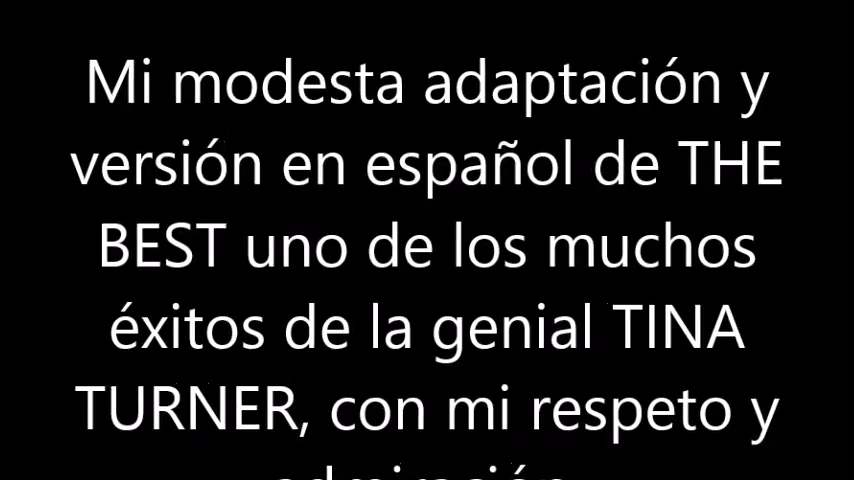 Mi modesta adaptación y
versión en español de THE
BEST uno de los muchos
éxitos de la genial TINA
TURNER, con mi respeto y
admiración